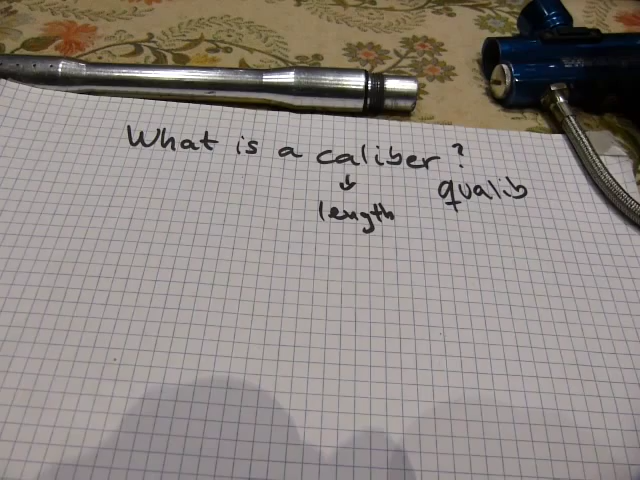 What is a caliber?
↓
length
qualib